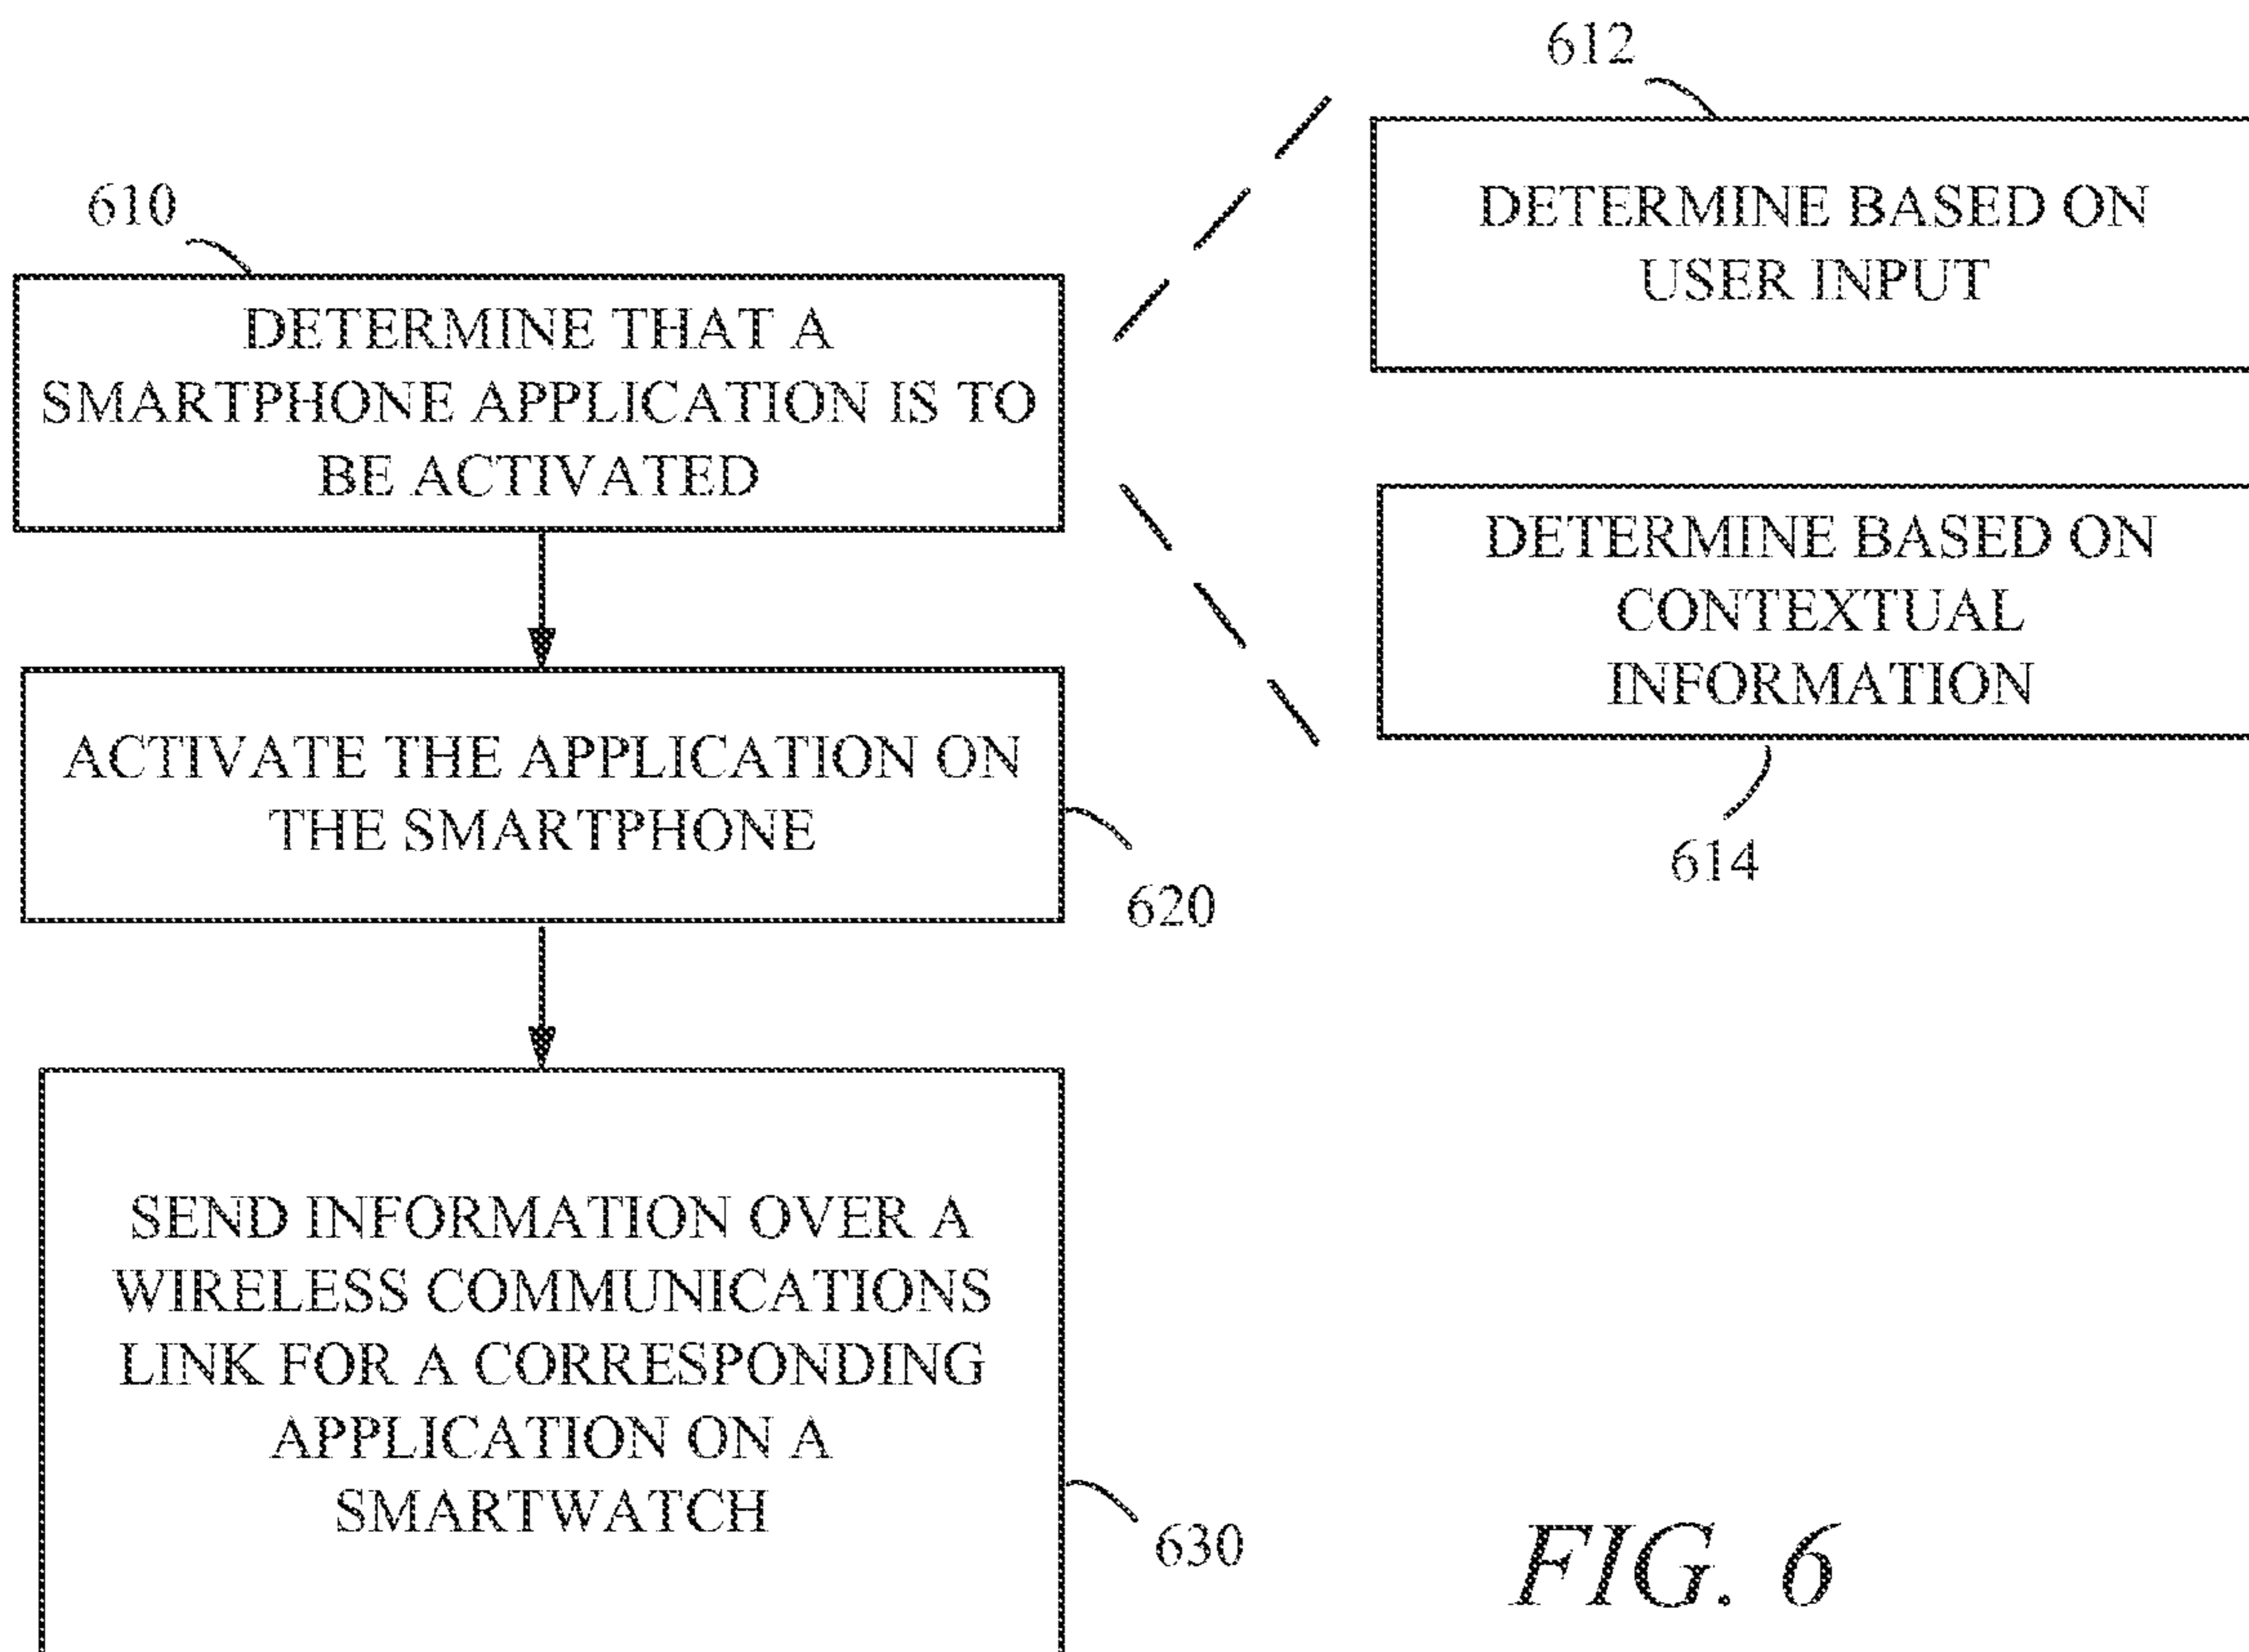 610
DETERMINE THAT A
SMARTPHONE APPLICATION IS TO
BE ACTIVATED
612
DETERMINE BASED ON
USER INPUT
DETERMINE BASED ON
CONTEXTUAL
INFORMATION
614
ACTIVATE THE APPLICATION ON
THE SMARTPHONE
620
SEND INFORMATION OVER A
WIRELESS COMMUNICATIONS
LINK FOR A CORRESPONDING
APPLICATION ON A
SMARTWATCH
630
FIG. 6